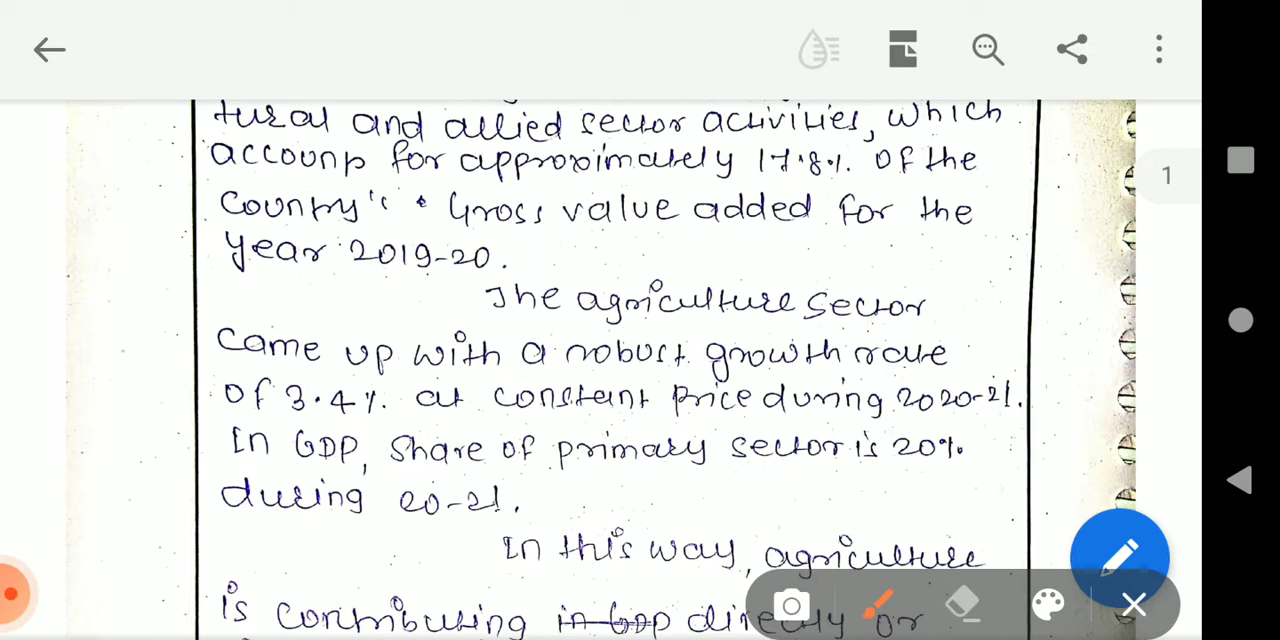 tural and allied sector activities, which
accounp for approximately 17.8%. of the
Country's Gross value added for the
year 2019-20.
The agriculture sector
came up with a robust growth rate
of 3.4%. at constant price during 2020-21.
In GDP, share of primary sector is 20%
during 20-21.
In this way, agriculture
is contributing in GDP directly or
1